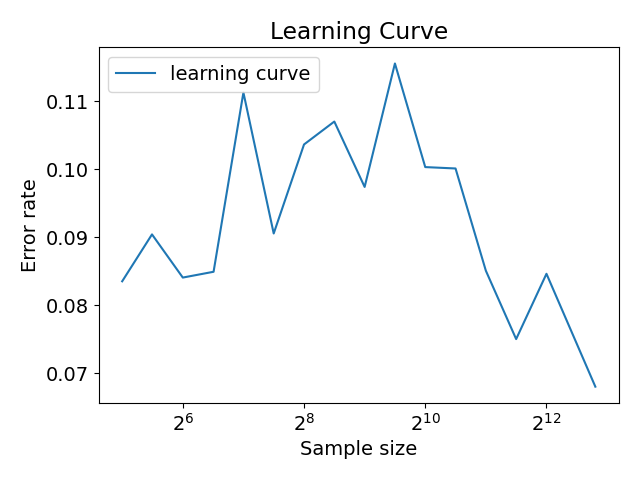 Learning Curve
learning curve
0.11
0.10
0.09
0.08
0.07
Error rate
2^6 2^8 2^10 2^12
Sample size